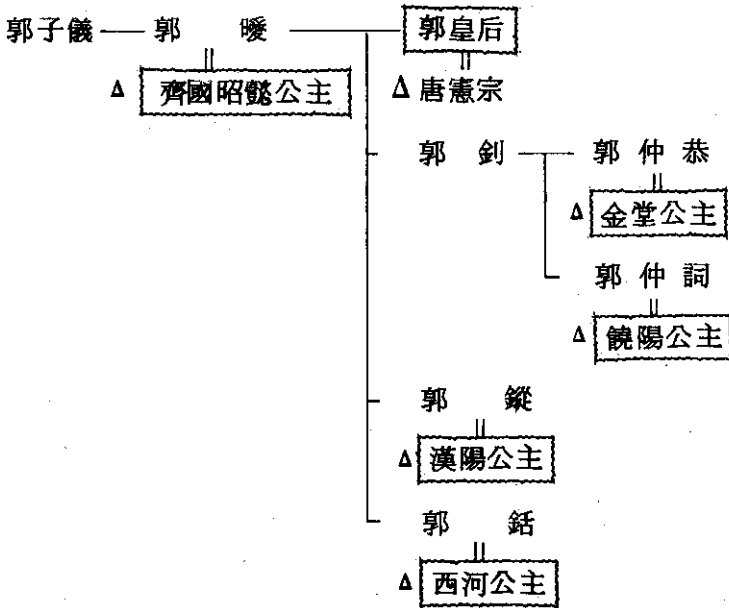 郭子儀 郭 曖 郭皇后
Δ 齊國昭懿公主 Δ 唐憲宗
郭 釗 郭 仲 恭
Δ 金堂公主
郭 仲 詞
Δ 饒陽公主
郭 鏦
Δ 漢陽公主
郭 銛
Δ 西河公主